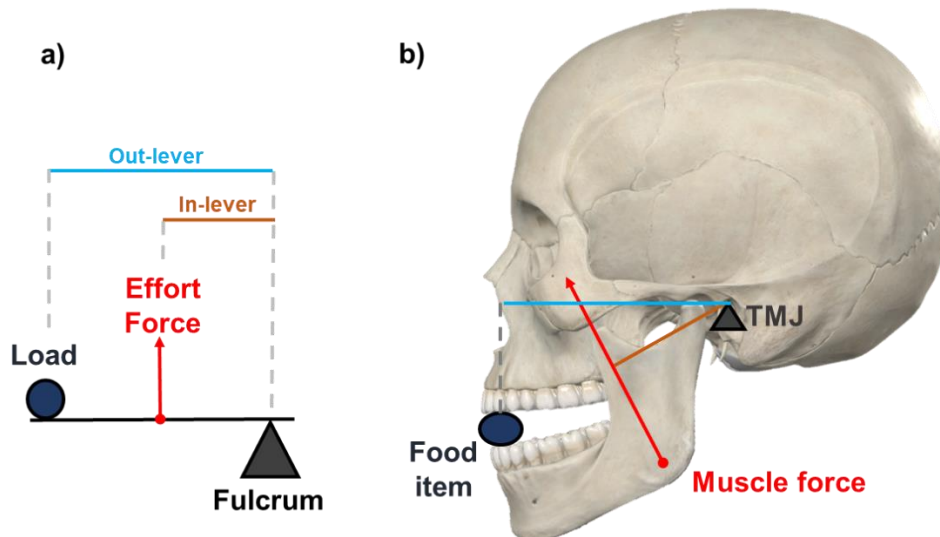 a)
Out-lever
In-lever
Effort
Force
Load
Fulcrum
b)
TMJ
Food
item
Muscle force